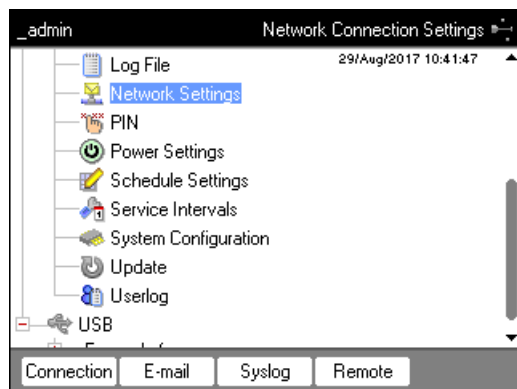 _admin Network Connection Settings
29/Aug/2017 10:41:47
Log File
Network Settings
PIN
Power Settings
Schedule Settings
Service Intervals
System Configuration
Update
Userlog
USB
Connection E-mail Syslog Remote